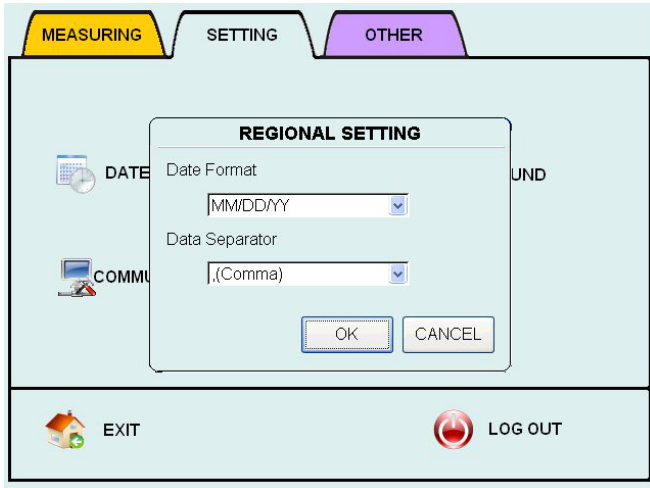 MEASURING SETTING OTHER
REGIONAL SETTING
DATE Date Format UND
MM/DD/YY
Data Separator
COMMU ,(Comma)
OK CANCEL
EXIT LOG OUT